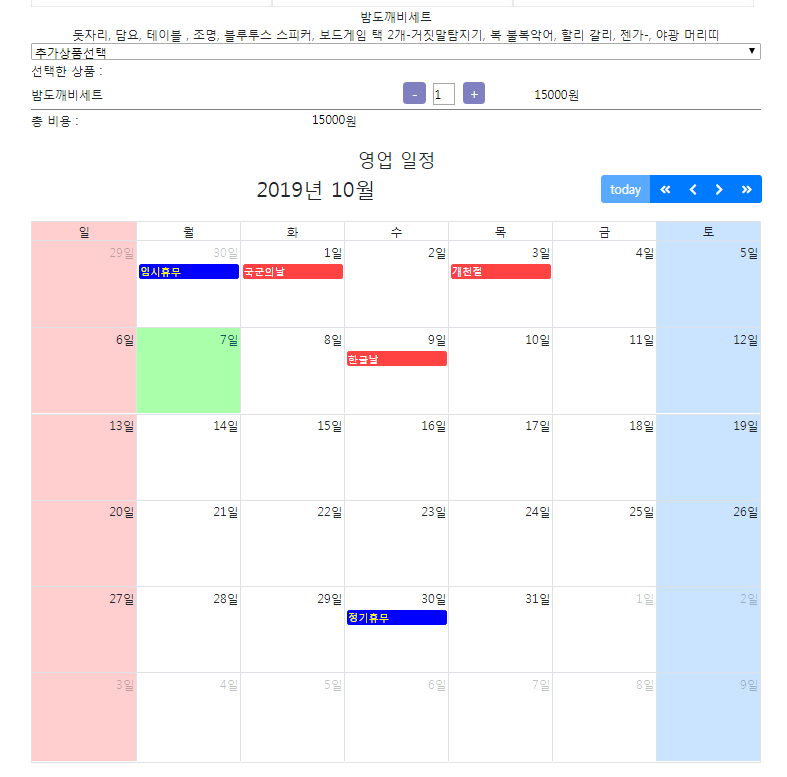 밤도깨비세트
돗자리, 담요, 테이블 , 조명, 블루투스 스피커, 보드게임 택 2개-거짓말탐지기, 복 불복악어, 할리 갈리, 젠가-, 야광 머리띠
추가상품선택
선택한 상품 :
밤도깨비세트 - 1 + 15000원
총 비용 : 15000원
영업 일정
2019년 10월 today
일 월 화 수 목 금 토
29일 30일 1일 2일 3일 4일 5일
임시휴무 국군의날 개천절
6일 7일 8일 9일 10일 11일 12일
한글날
13일 14일 15일 16일 17일 18일 19일
20일 21일 22일 23일 24일 25일 26일
27일 28일 29일 30일 31일 1일 2일
정기휴무
3일 4일 5일 6일 7일 8일 9일